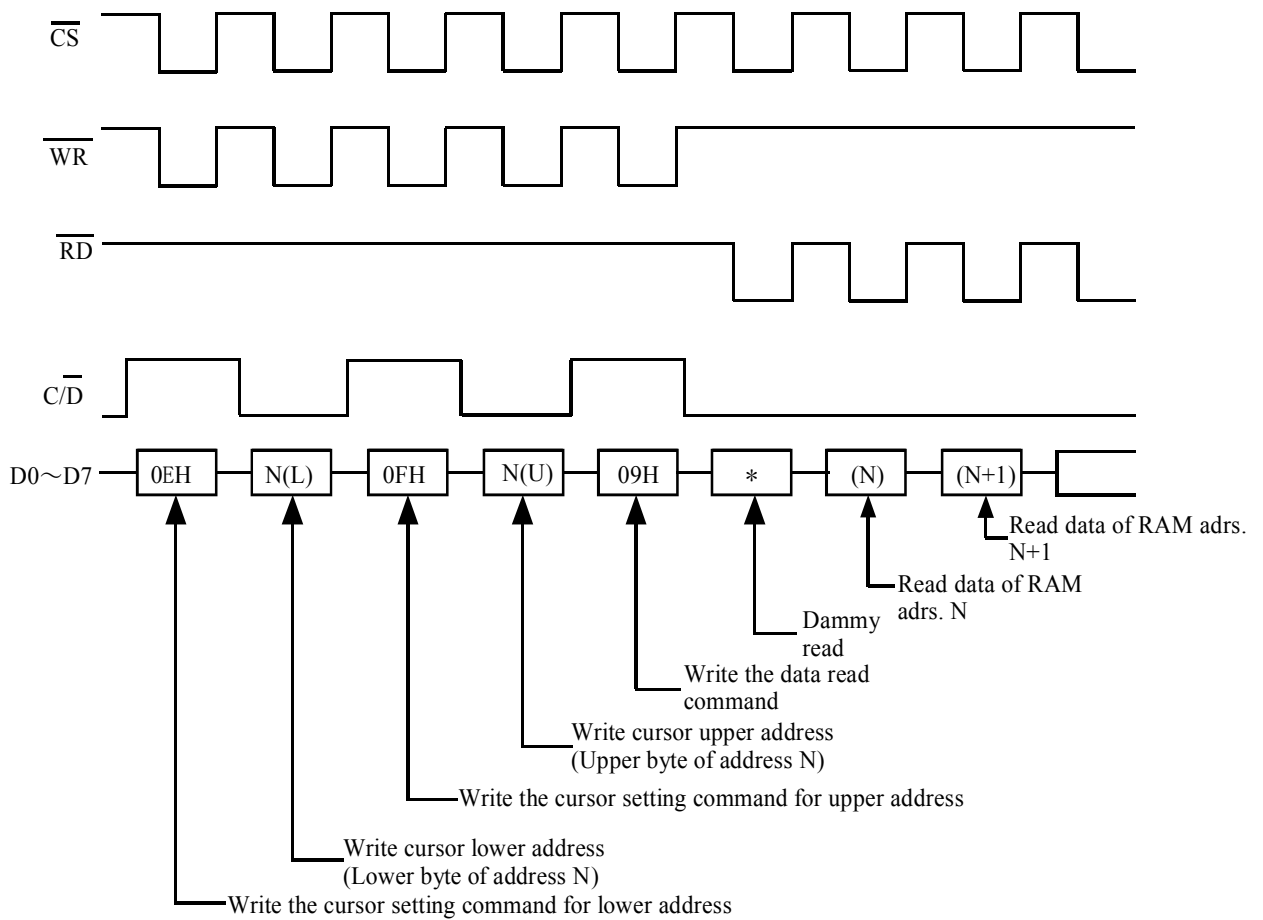 CS
WR
RD
C/D
D0～D7
0EH
N(L)
0FH
N(U)
09H
*
(N)
(N+1)
Read data of RAM adrs.
N+1
Read data of RAM
adrs. N
Dammy
read
Write the data read
command
Write cursor upper address
(Upper byte of address N)
Write the cursor setting command for upper address
Write cursor lower address
(Lower byte of address N)
Write the cursor setting command for lower address